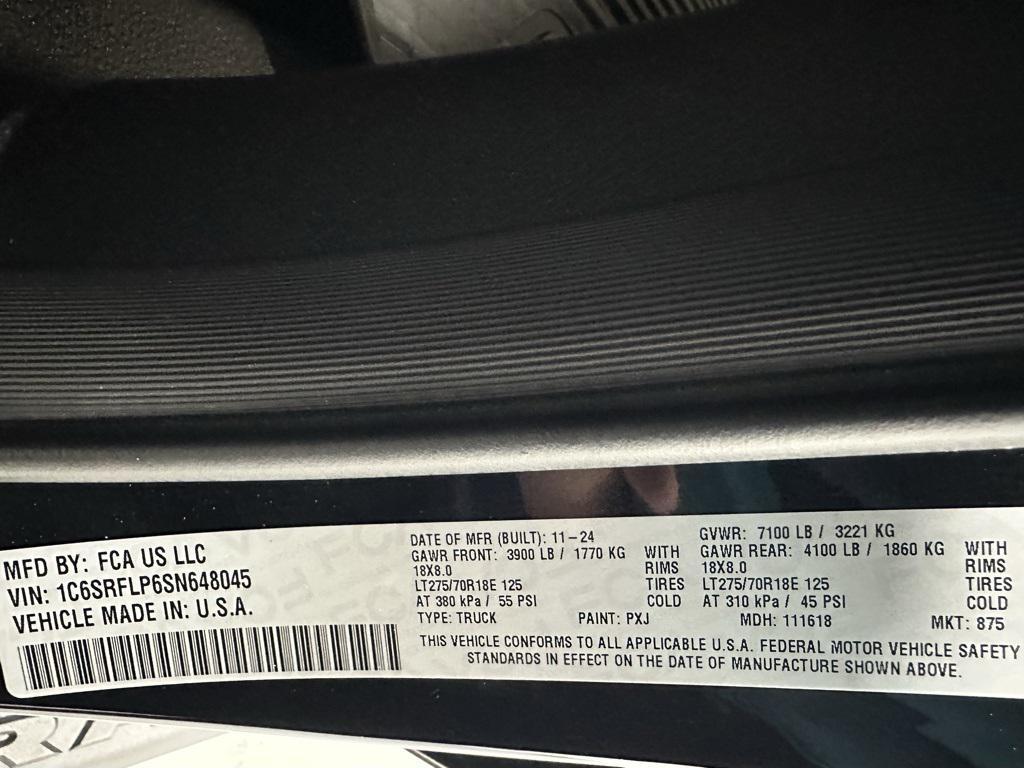 MFD BY: FCA US LLC
VIN: 1C6SRFLP6SN648045
VEHICLE MADE IN: U.S.A.
DATE OF MFR (BUILT): 11-24 GVWR: 7100 LB / 3221 KG
GAWR FRONT: 3900 LB / 1770 KG WITH GAWR REAR: 4100 LB / 1860 KG WITH
18X8.0 RIMS 18X8.0 RIMS
LT275/70R18E 125 TIRES LT275/70R18E 125 TIRES
AT 380 kPa / 55 PSI COLD AT 310 kPa / 45 PSI COLD
TYPE: TRUCK PAINT: PXJ MDH: 111618 MKT: 875
THIS VEHICLE CONFORMS TO ALL APPLICABLE U.S.A. FEDERAL MOTOR VEHICLE SAFETY
STANDARDS IN EFFECT ON THE DATE OF MANUFACTURE SHOWN ABOVE.